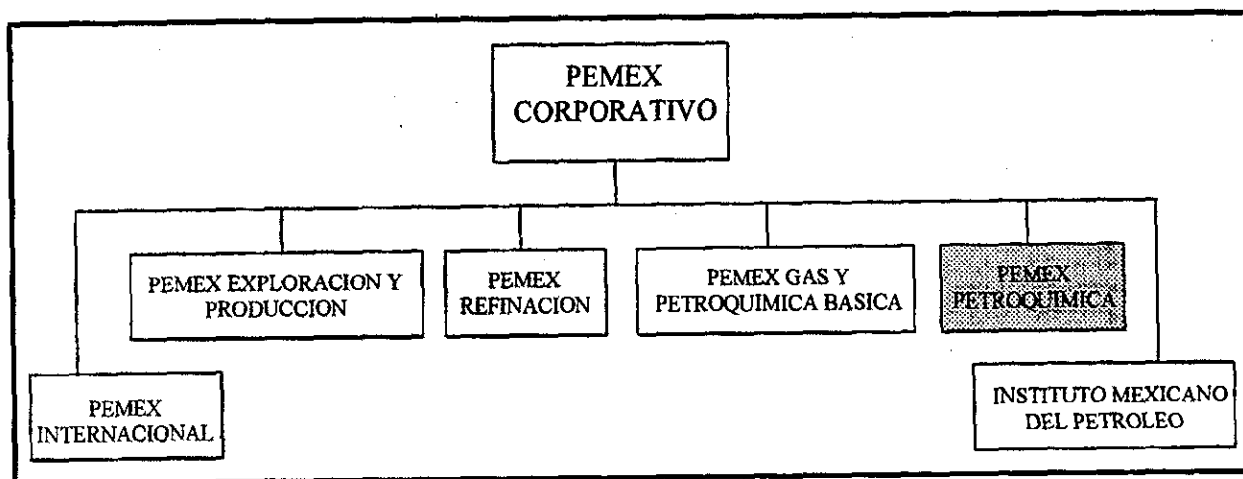 PEMEX
CORPORATIVO
PEMEX EXPLORACION Y
PRODUCCION
PEMEX
REFINACION
PEMEX GAS Y
PETROQUIMICA BASICA
PEMEX
PETROQUIMICA
PEMEX
INTERNACIONAL
INSTITUTO MEXICANO
DEL PETROLEO